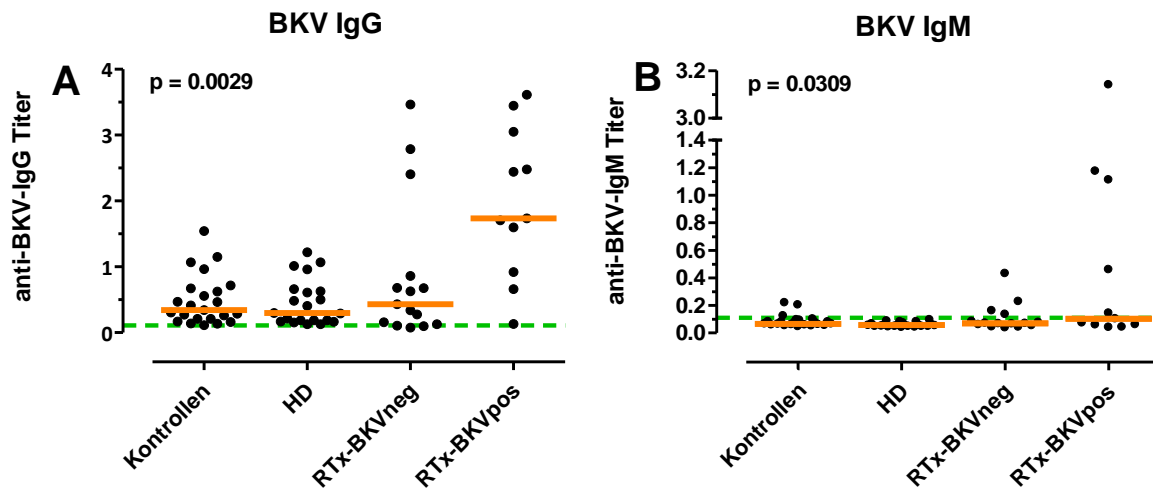 BKV IgG
A
p = 0.0029
anti-BKV-IgG Titer
4
3
2
1
0
Kontrollen
HD
RTx-BKVneg
RTx-BKVpos
BKV IgM
B
p = 0.0309
anti-BKV-IgM Titer
3.2
3.0
1.4
1.2
1.0
0.8
0.6
0.4
0.2
0.0
Kontrollen
HD
RTx-BKVneg
RTx-BKVpos